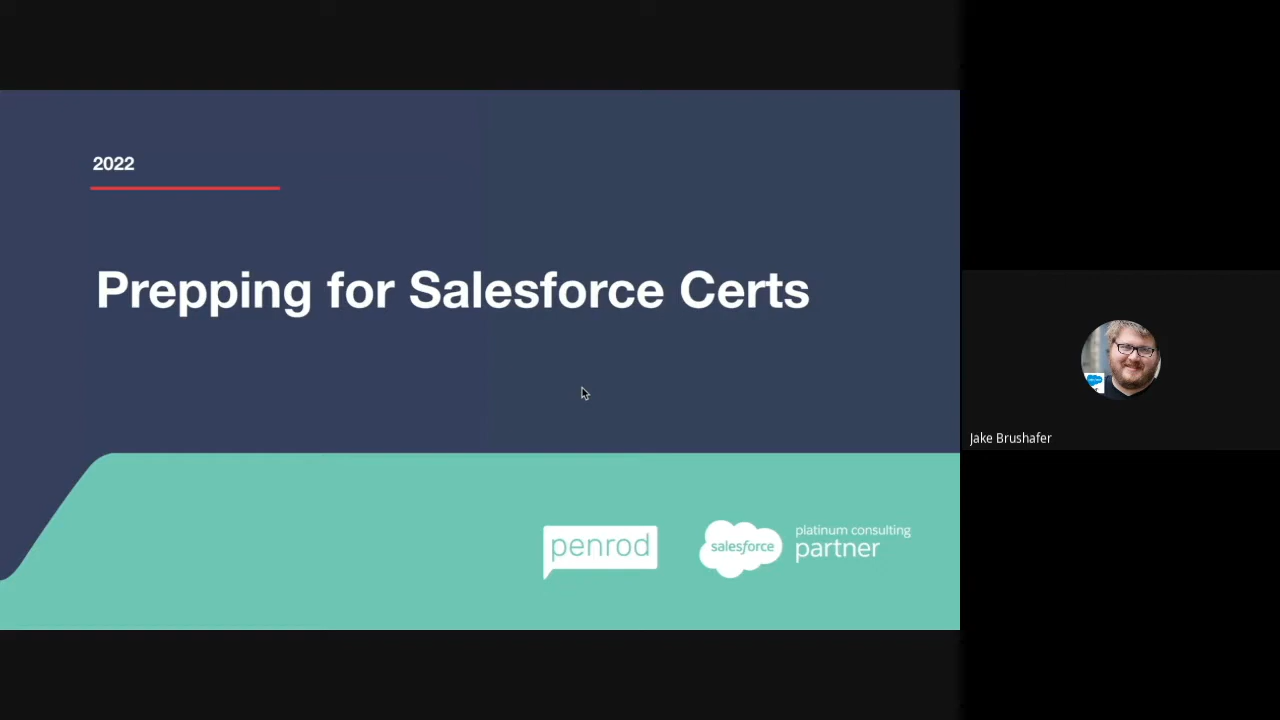 2022
Prepping for Salesforce Certs
penrod
salesforce
platinum consulting
partner
Jake Brushafer